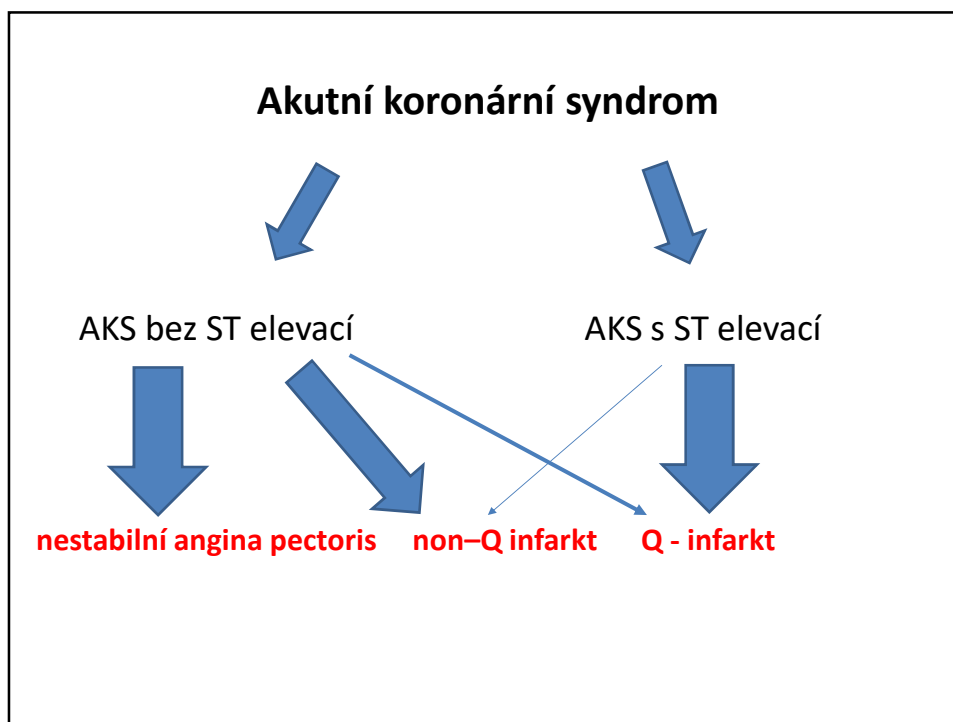 Akutní koronární syndrom
AKS bez ST elevací
AKS s ST elevací
nestabilní angina pectoris
non–Q infarkt
Q - infarkt